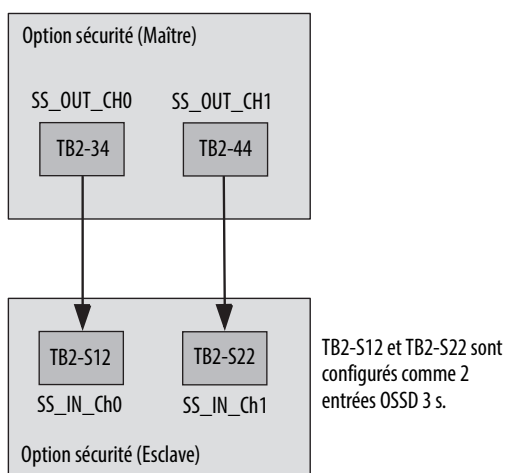 Option sécurité (Maître)
SS_OUT_CH0 SS_OUT_CH1
TB2-34 TB2-44
TB2-S12 TB2-S22
SS_IN_Ch0 SS_IN_Ch1
Option sécurité (Esclave)
TB2-S12 et TB2-S22 sont
configurés comme 2
entrées OSSD 3 s.